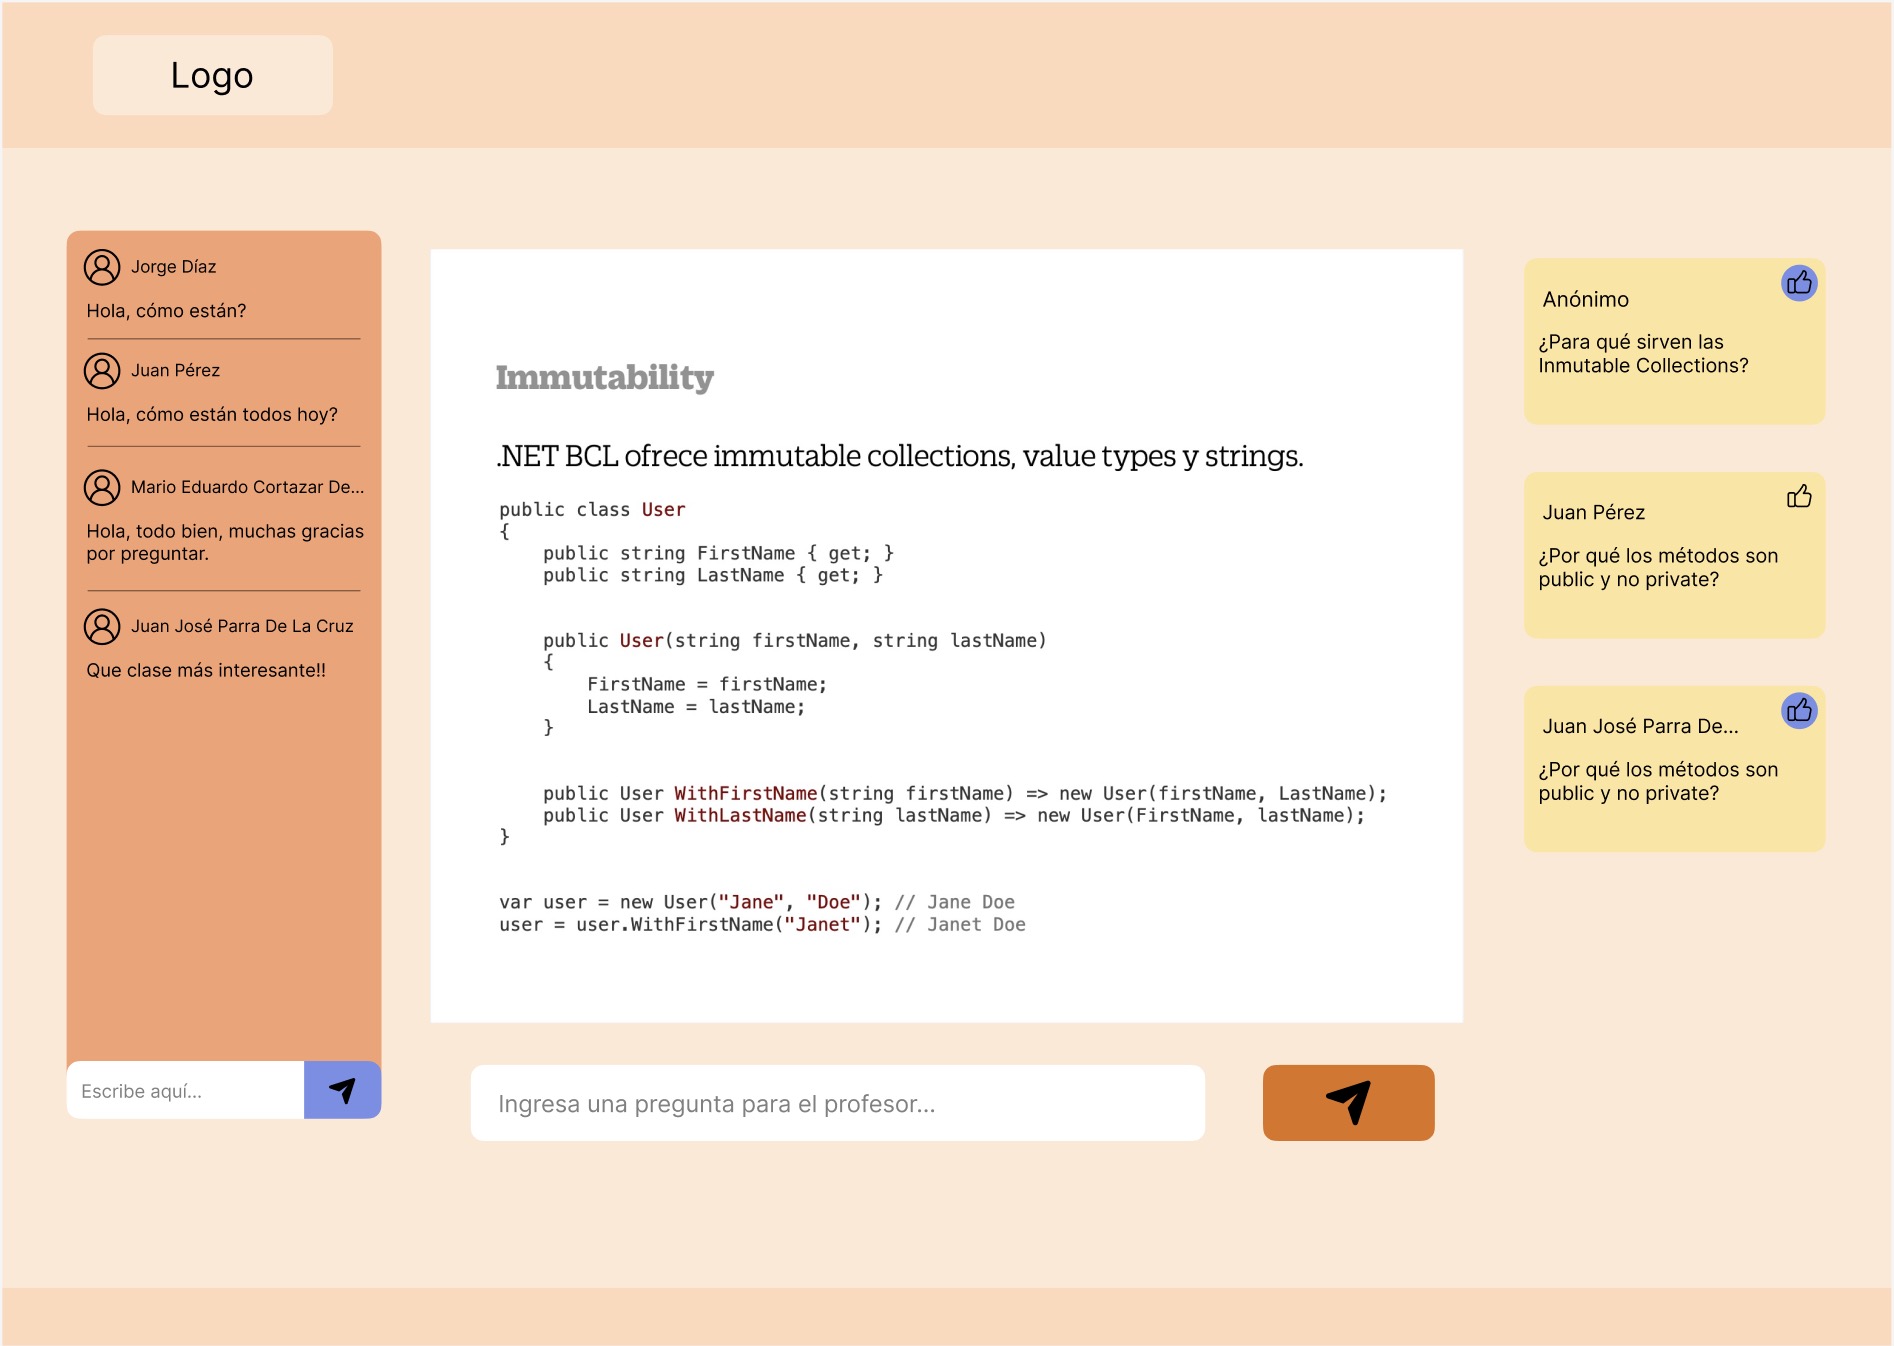 Logo
Jorge Díaz
Hola, cómo están?
Juan Pérez
Hola, cómo están todos hoy?
Mario Eduardo Cortazar De...
Hola, todo bien, muchas gracias
por preguntar.
Juan José Parra De La Cruz
Que clase más interesante!!
Escribe aquí...
Immutability
.NET BCL ofrece immutable collections, value types y strings.
public class User
{
    public string FirstName { get; }
    public string LastName { get; }
    public User(string firstName, string lastName)
    {
        FirstName = firstName;
        LastName = lastName;
    }
    public User WithFirstName(string firstName) => new User(firstName, LastName);
    public User WithLastName(string lastName) => new User(FirstName, lastName);
}
var user = new User("Jane", "Doe"); // Jane Doe
user = user.WithFirstName("Janet"); // Janet Doe
Ingresa una pregunta para el profesor...
Anónimo
¿Para qué sirven las
Inmutable Collections?
Juan Pérez
¿Por qué los métodos son
public y no private?
Juan José Parra De...
¿Por qué los métodos son
public y no private?